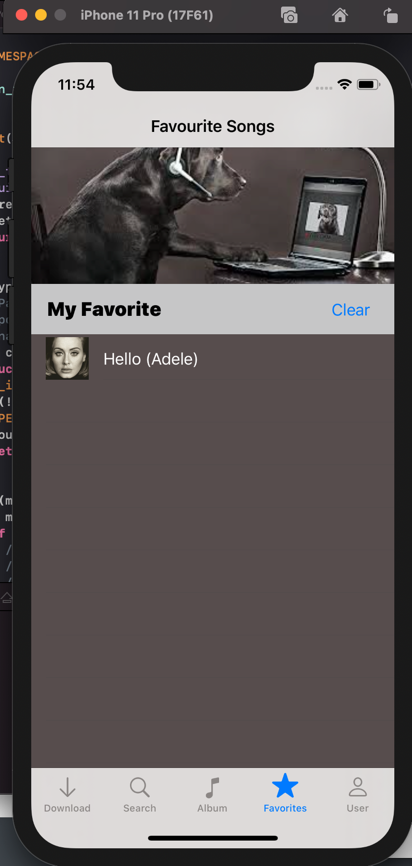 iPhone 11 Pro (17F61)
11:54
Favourite Songs
My Favorite
Clear
Hello (Adele)
Download
Search
Album
Favorites
User